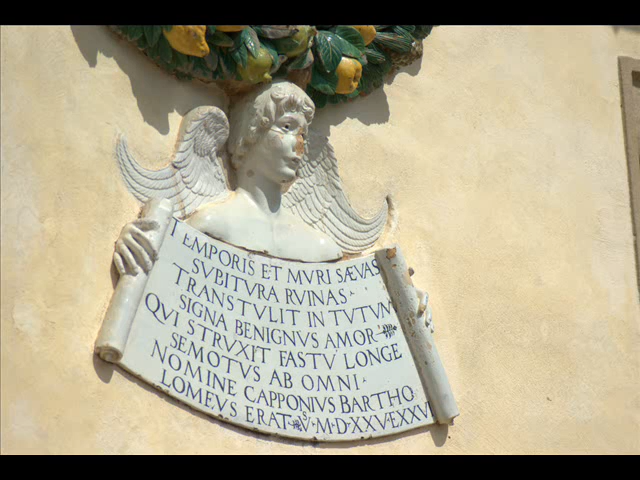 TEMPORIS ET MVRI SÆVAS
SVBITVRA RVINAS·
TRANSTVLIT IN TVTVM
SIGNA BENIGNVS AMOR
QVI STRVXIT FASTV LONGE
SEMOTVS AB OMNI·
NOMINE CAPPONIVS BARTHO
LOMEVS ERAT·